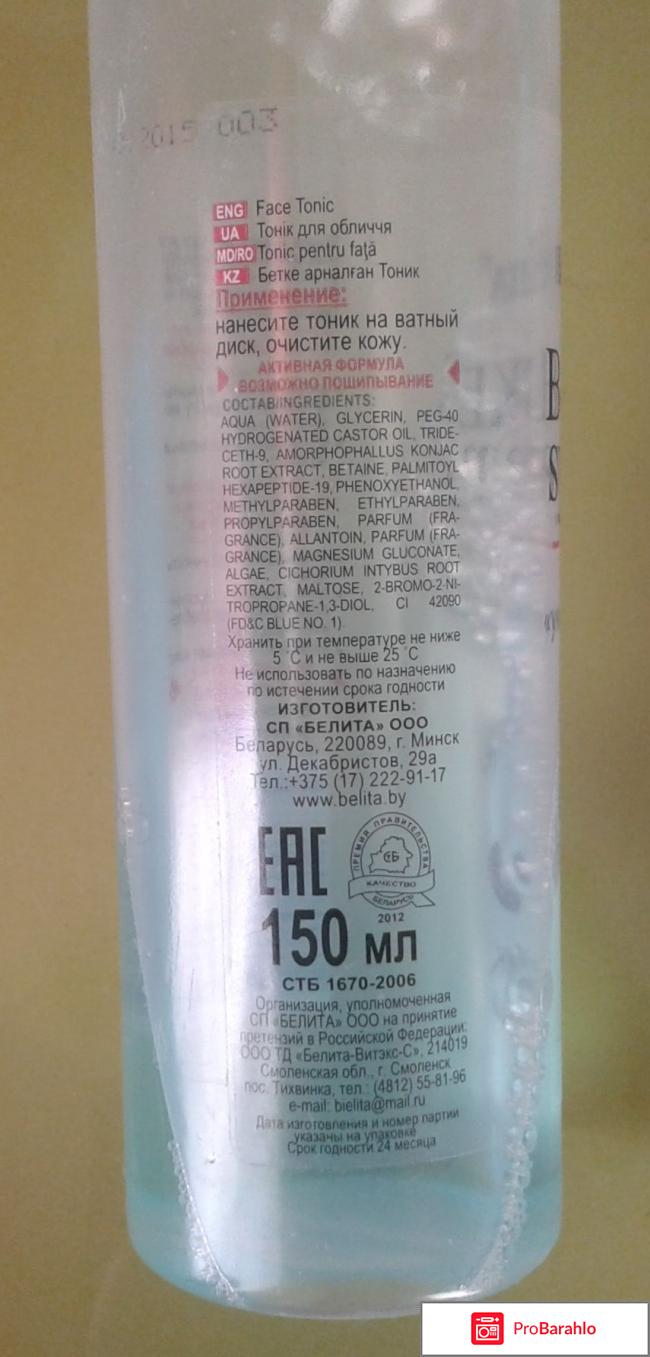 2015 003
ENG Face Tonic
UA Тонік для обличчя
MD/RO Tonic pentru faţă
KZ Бетке арналған Тоник
Применение:
нанесите тоник на ватный
диск, очистите кожу.
АКТИВНАЯ ФОРМУЛА
ВОЗМОЖНО ПОЩИПЫВАНИЕ
СОСТАВ/INGREDIENTS:
AQUA (WATER), GLYCERIN, PEG-40
HYDROGENATED CASTOR OIL, TRIDE-
CETH-9, AMORPHOPHALLUS KONJAC
ROOT EXTRACT, BETAINE, PALMITOYL
HEXAPEPTIDE-19, PHENOXYETHANOL,
METHYLPARABEN, ETHYLPARABEN,
PROPYLPARABEN, PARFUM (FRA-
GRANCE), ALLANTOIN, PARFUM (FRA-
GRANCE), MAGNESIUM GLUCONATE,
ALGAE, CICHORIUM INTYBUS ROOT
EXTRACT, MALTOSE, 2-BROMO-2-NI-
TROPROPANE-1,3-DIOL, CI 42090
(FD&C BLUE NO. 1)
Хранить при температуре не ниже
5 °С и не выше 25 °С
Не использовать по назначению
по истечении срока годности
ИЗГОТОВИТЕЛЬ:
СП «БЕЛИТА» ООО
Беларусь, 220089, г. Минск
ул. Декабристов, 29а
Тел.:+375 (17) 222-91-17
www.belita.by
EAC
ПРЕМИЯ ПРАВИТЕЛЬСТВА
СТБ
КАЧЕСТВО
БЕЛАРУСЬ
2012
150 мл
СТБ 1670-2006
Организация, уполномоченная
СП «БЕЛИТА» ООО на принятие
претензий в Российской Федерации:
ООО ТД «Белита-Витэкс-С», 214019
Смоленская обл., г. Смоленск
пос. Тихвинка, тел.: (4812) 55-81-96
e-mail: bielita@mail.ru
Дата изготовления и номер партии
указаны на упаковке
Срок годности 24 месяца
B
S
ProBarahlo